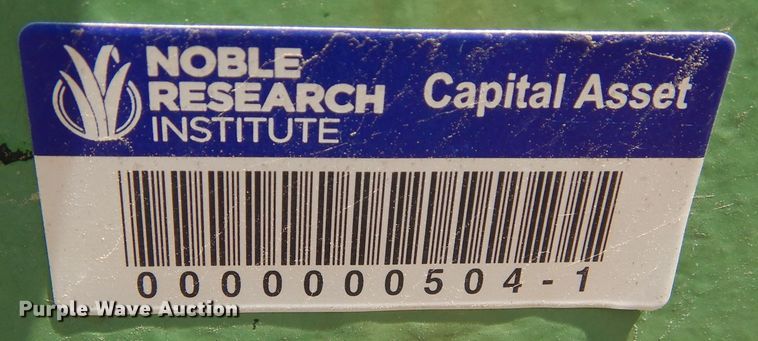 NOBLE
RESEARCH
INSTITUTE
Capital Asset
0000000504-1
Purple Wave Auction